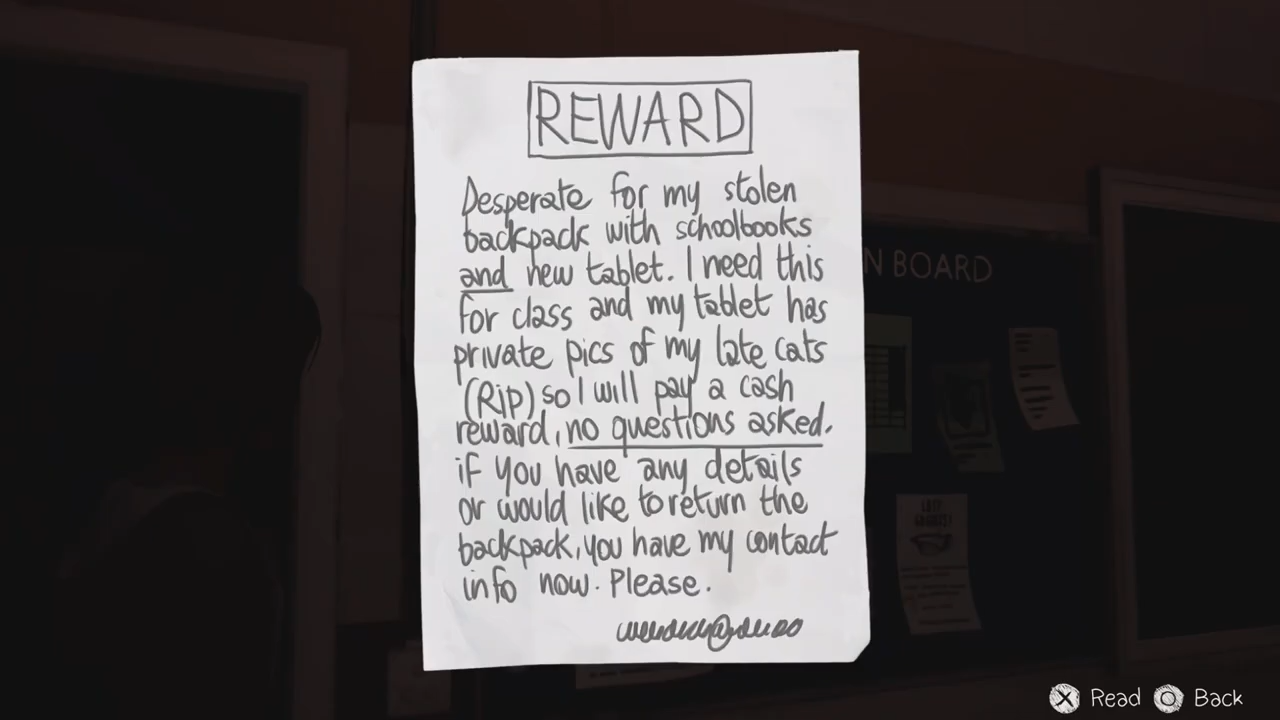 REWARD
Desperate for my stolen
backpack with schoolbooks
and new tablet. I need this
for class and my tablet has
private pics of my late cats
(RIP) so I will pay a cash
reward, no questions asked.
if you have any details
or would like to return the
backpack, you have my contact
info now. Please.
N BOARD
Read Back